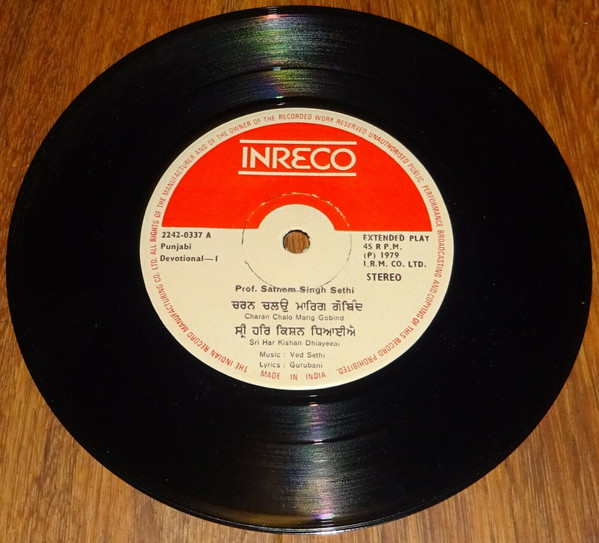 INRECO
2242-0337 A
Punjabi
Devotional—I
EXTENDED PLAY
45 R.P.M.
(P) 1979
I.R.M. CO. LTD.
STEREO
Prof. Satnam Singh Sethi
ਚਰਨ ਚਲਉ ਮਾਰਿਗ ਗੋਬਿੰਦ
Charan Chalo Marig Gobind
ਸ੍ਰੀ ਹਰਿ ਕਿਸ਼ਨ ਧਿਆਈਐ
Sri Har Kishan Dhiayeeai
Music : Ved Sethi
Lyrics : Gurubani
MADE IN INDIA
THE INDIAN RECORD MANUFACTURING CO. LTD. ALL RIGHTS OF THE MANUFACTURER AND OF THE OWNER OF THE RECORDED WORK RESERVED UNAUTHORISED PUBLIC PERFORMANCE BROADCASTING AND COPYING OF THIS RECORD PROHIBITED.